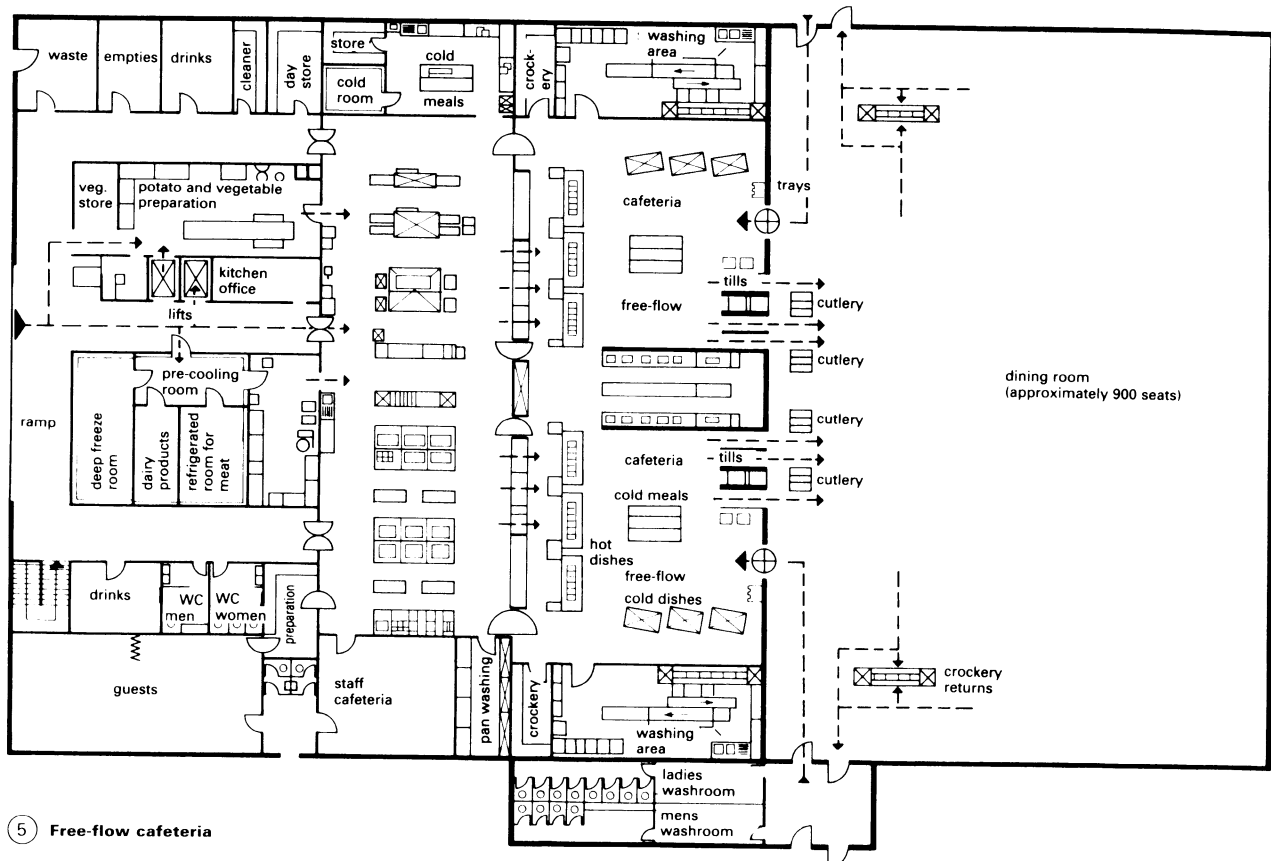 waste
empties
drinks
cleaner
day
store
store
cold
room
cold
meals
crock-
ery
washing
area
veg.
store
potato and vegetable
preparation
cafeteria
trays
kitchen
office
lifts
free-flow
tills
cutlery
cutlery
pre-cooling
room
ramp
deep freeze
room
dairy
products
refrigerated
room for
meat
dining room
(approximately 900 seats)
cutlery
cafeteria
tills
cutlery
cold meals
hot
dishes
free-flow
cold dishes
drinks
WC
men
WC
women
preparation
guests
staff
cafeteria
pan washing
crockery
washing
area
crockery
returns
ladies
washroom
mens
washroom
5 Free-flow cafeteria